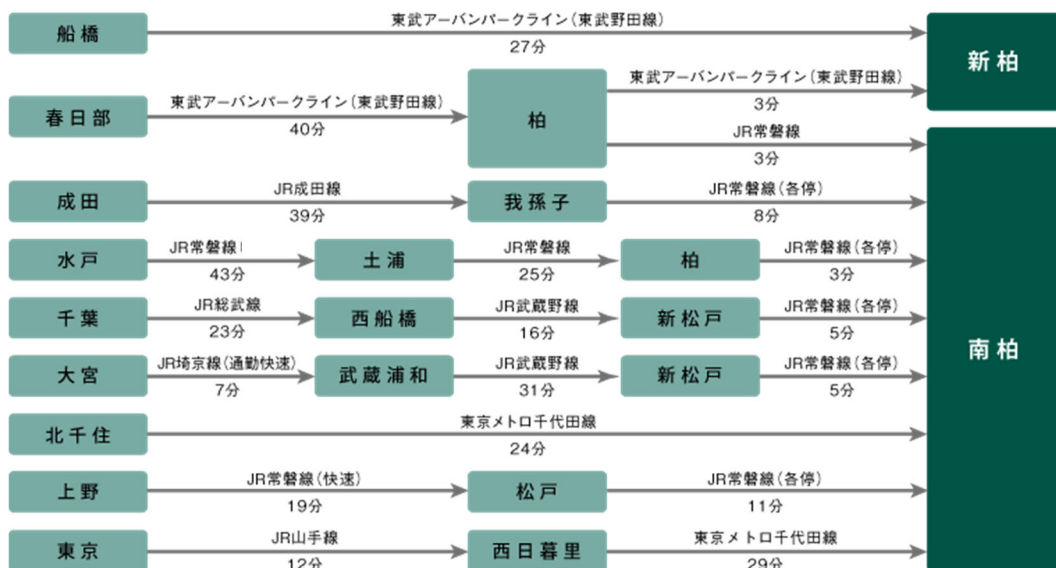 船橋
東武アーバンパークライン(東武野田線)
27分
新柏
春日部
東武アーバンパークライン(東武野田線)
40分
柏
東武アーバンパークライン(東武野田線)
3分
JR常磐線
3分
南柏
成田
JR成田線
39分
我孫子
JR常磐線(各停)
8分
水戸
JR常磐線
43分
土浦
JR常磐線
25分
柏
JR常磐線(各停)
3分
千葉
JR総武線
23分
西船橋
JR武蔵野線
16分
新松戸
JR常磐線(各停)
5分
大宮
JR埼京線(通勤快速)
7分
武蔵浦和
JR武蔵野線
31分
新松戸
JR常磐線(各停)
5分
北千住
東京メトロ千代田線
24分
上野
JR常磐線(快速)
19分
松戸
JR常磐線(各停)
11分
東京
JR山手線
12分
西日暮里
東京メトロ千代田線
29分